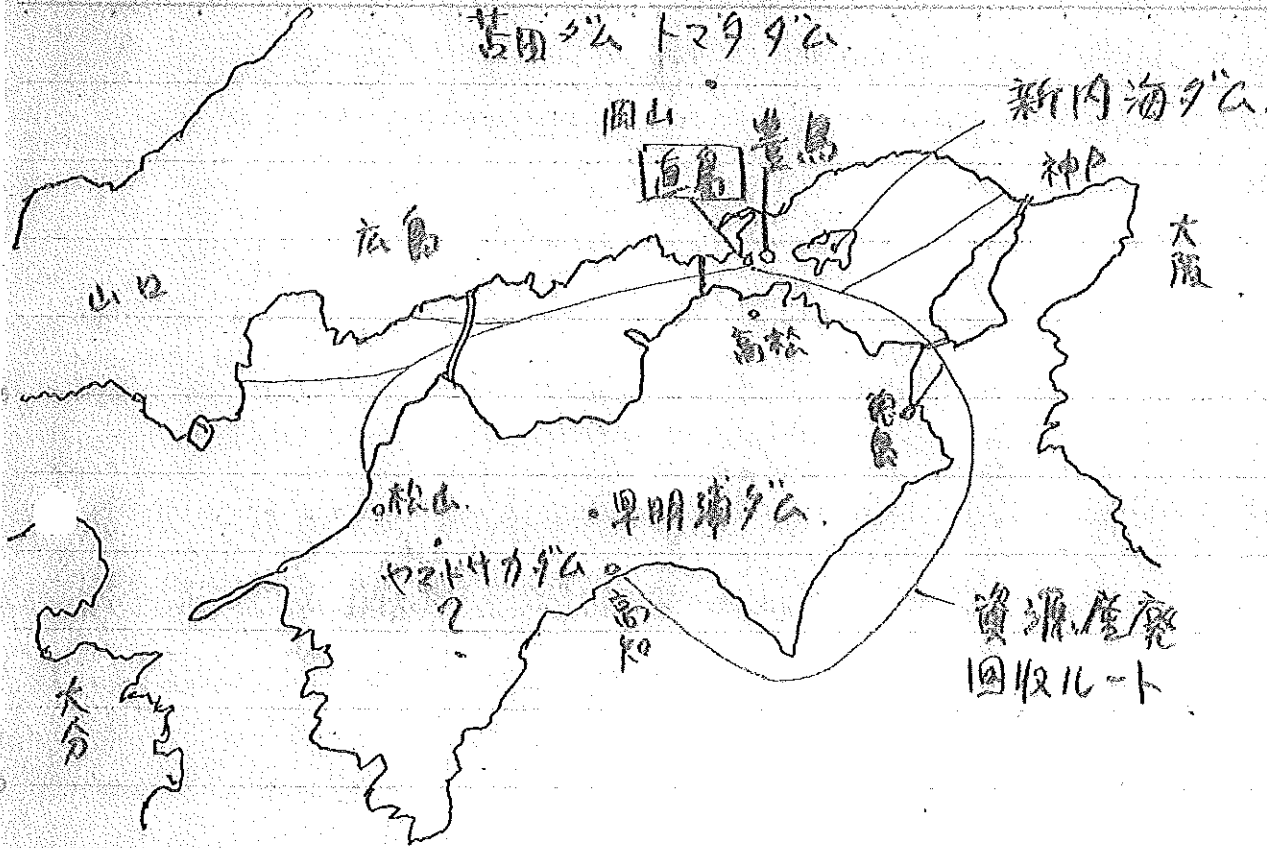 苫田ダム トマタダム
新内海ダム
岡山
豊島
直島
神戸
広島
大阪
山口
高松
徳島
松山
早明浦ダム
ヤマトサカダム
?
高知
資源産廃
回収ルート
大分